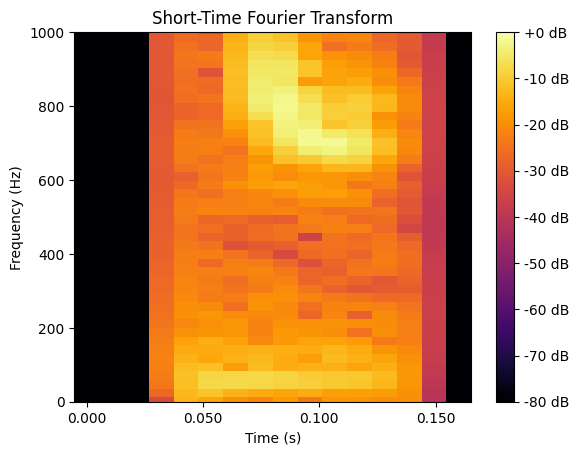 Short-Time Fourier Transform
Frequency (Hz)
1000
800
600
400
200
0
0.000
0.050
0.100
0.150
Time (s)
+0 dB
-10 dB
-20 dB
-30 dB
-40 dB
-50 dB
-60 dB
-70 dB
-80 dB